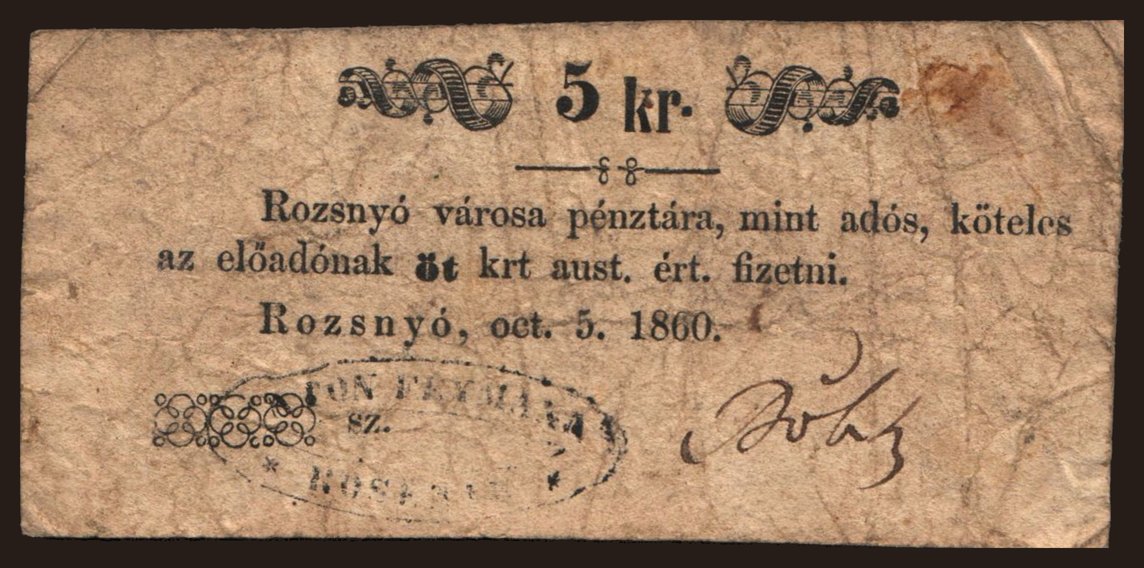 5 kr.
Rozsnyó városa pénztára, mint adós, köteles
az előadónak öt krt aust. ért. fizetni.
Rozsnyó, oct. 5. 1860.
sz.